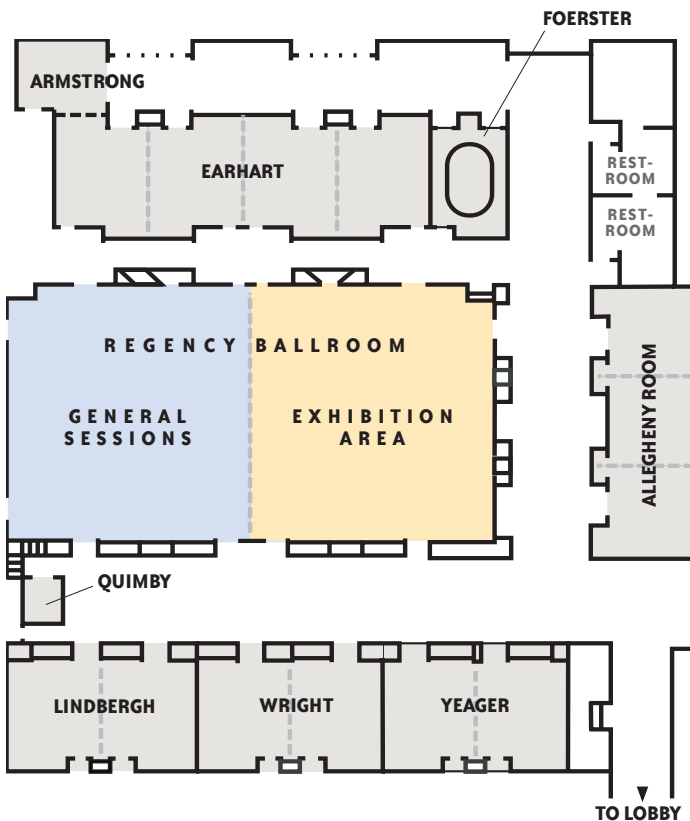 FOERSTER
ARMSTRONG
EARHART
REST-
ROOM
REST-
ROOM
REGENCY BALLROOM
GENERAL
SESSIONS
EXHIBITION
AREA
ALLEGHENY ROOM
QUIMBY
LINDBERGH
WRIGHT
YEAGER
TO LOBBY